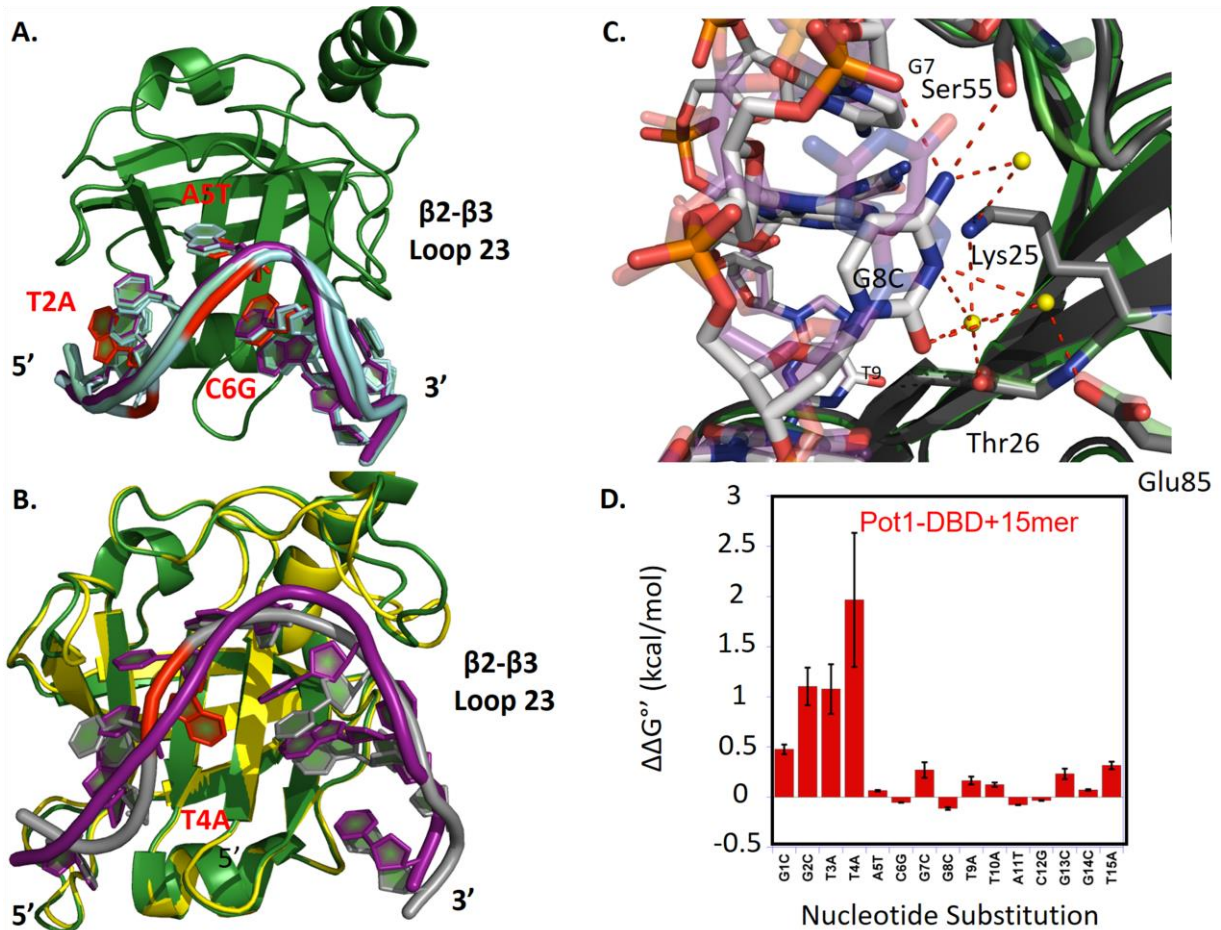 A.
A5T
β2-β3
Loop 23
T2A
5’
C6G
3’
B.
β2-β3
Loop 23
T4A
5’
5’
3’
C.
G7
Ser55
Lys25
G8C
T9
Thr26
Glu85
D.
Pot1-DBD+15mer
ΔΔG°’ (kcal/mol)
3
2.5
2
1.5
1
0.5
0
-0.5
G1C
G2C
T3A
T4A
A5T
C6G
G7C
G8C
T9A
T10A
A11T
C12G
G13C
G14C
T15A
Nucleotide Substitution